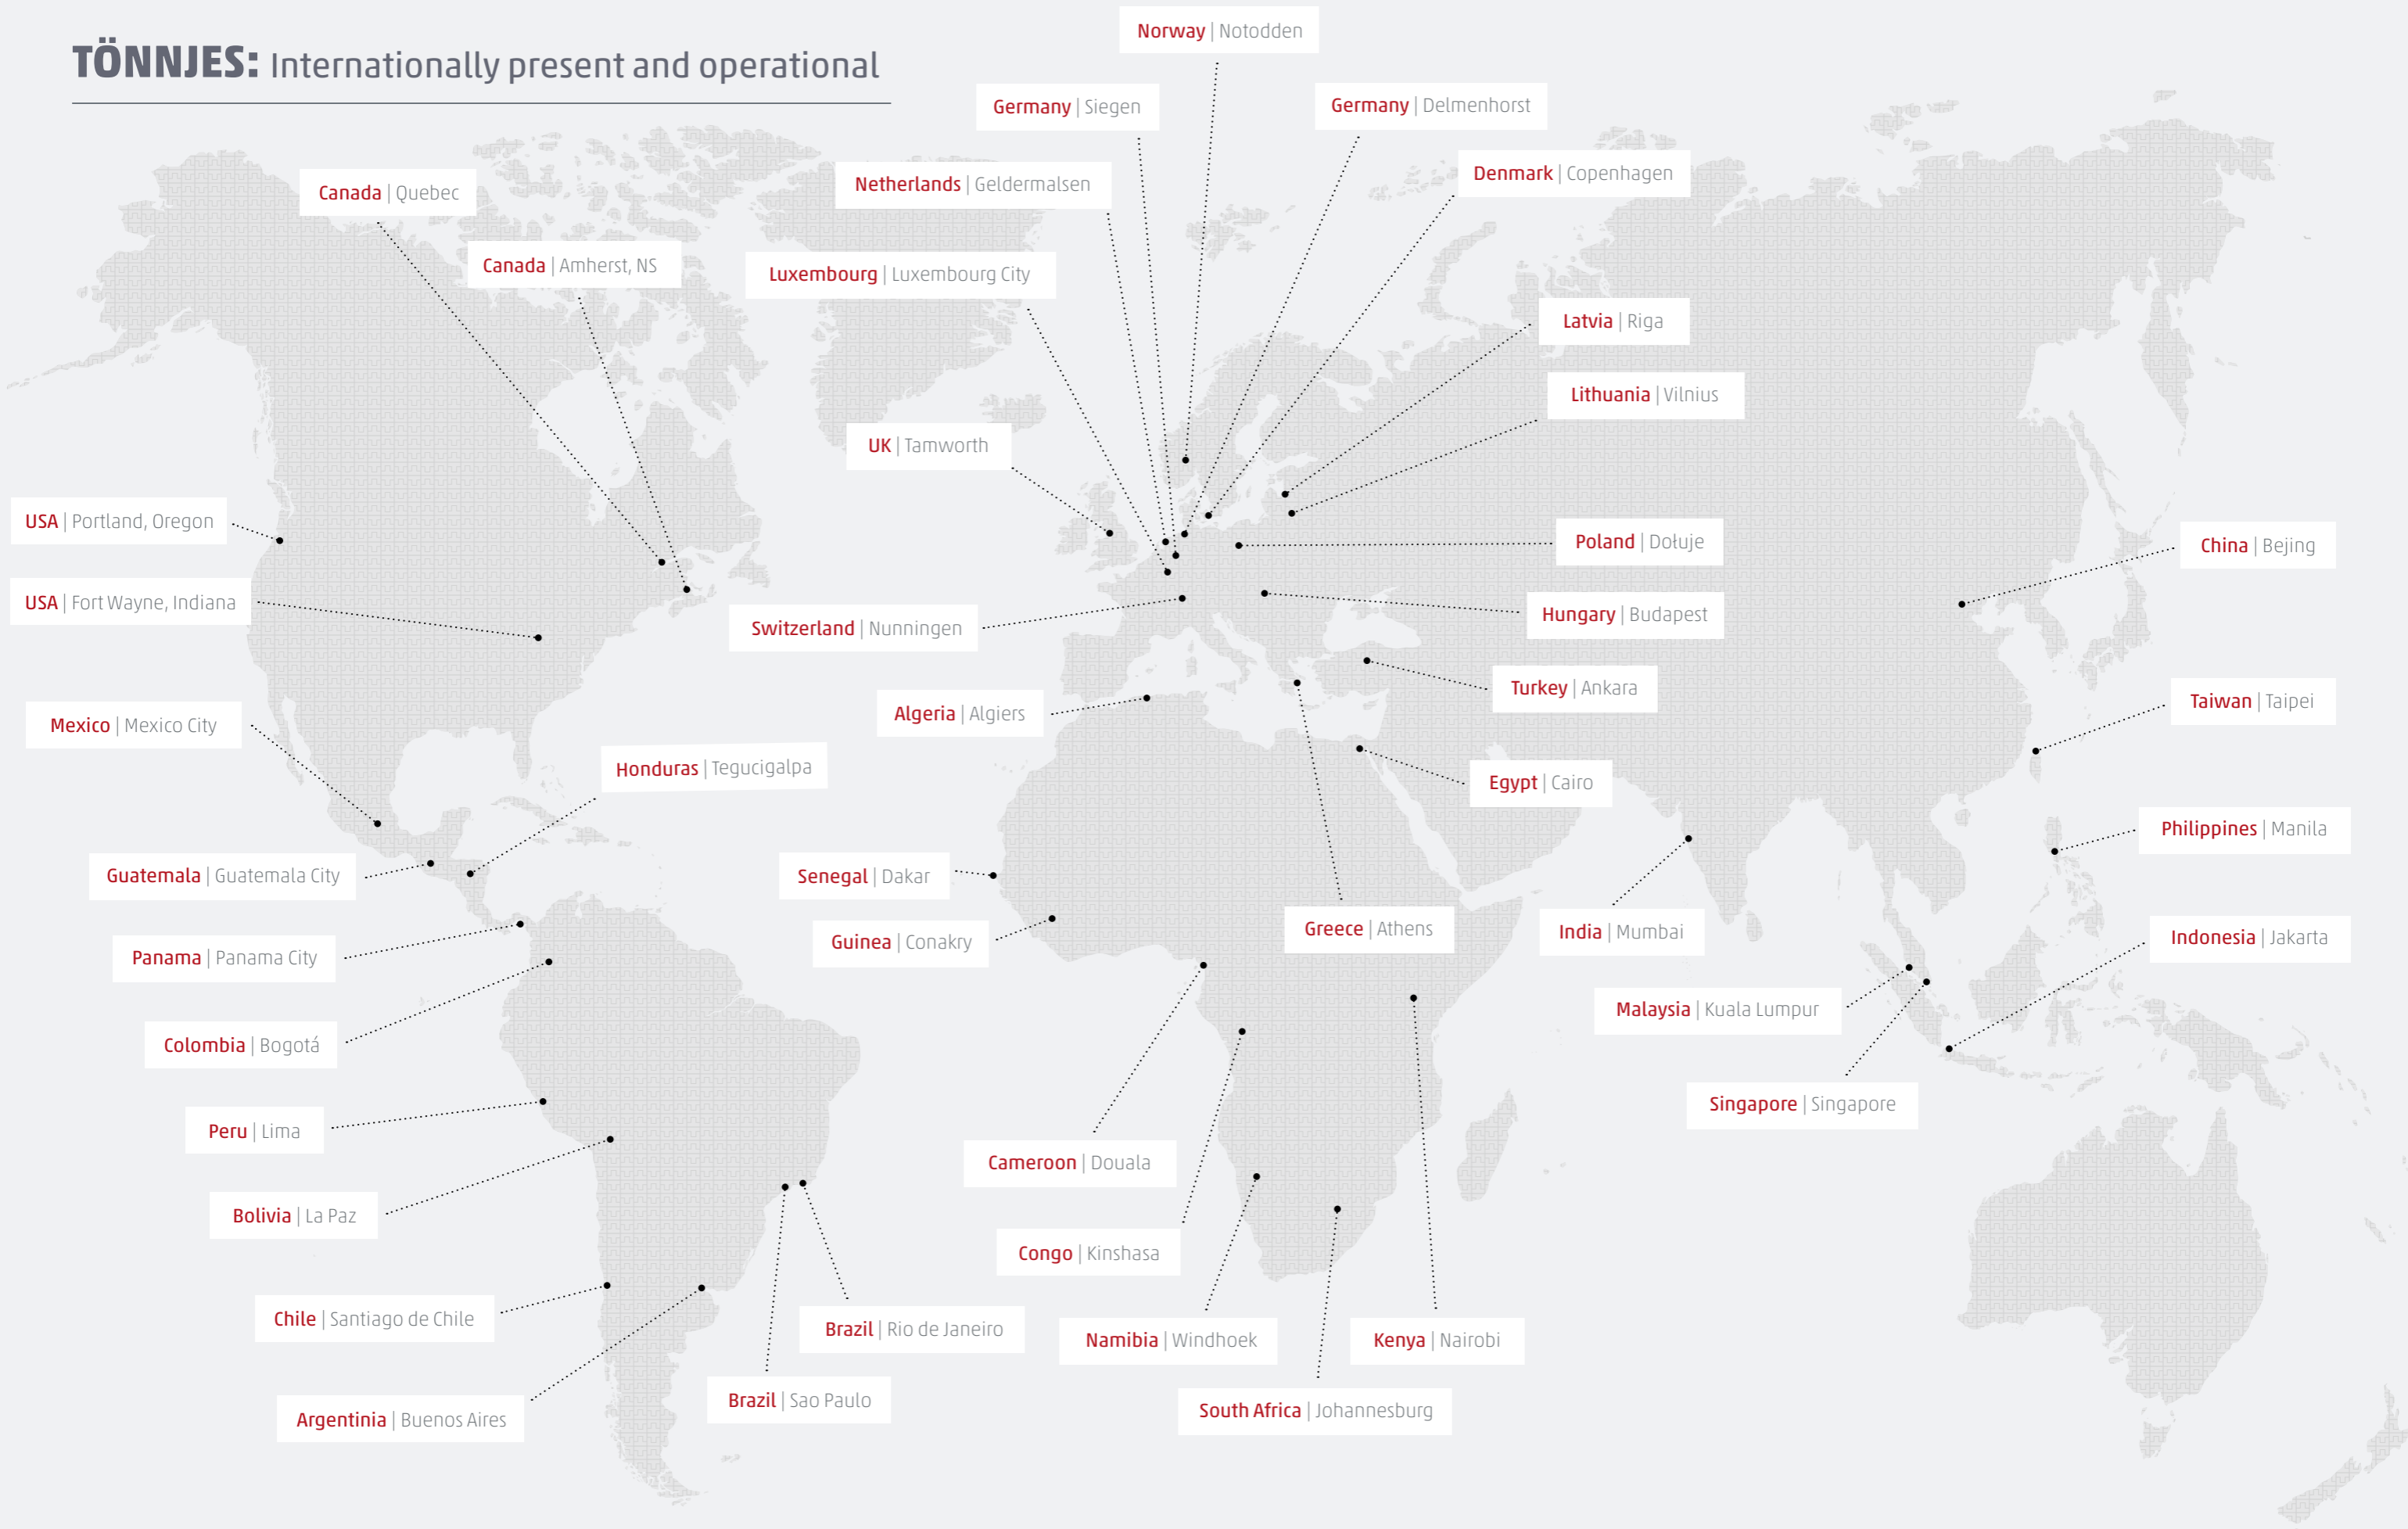 TÖNNJES: Internationally present and operational
Norway | Notodden
Germany | Siegen
Germany | Delmenhorst
Netherlands | Geldermalsen
Denmark | Copenhagen
Canada | Quebec
Canada | Amherst, NS
Luxembourg | Luxembourg City
Latvia | Riga
Lithuania | Vilnius
UK | Tamworth
USA | Portland, Oregon
Poland | Dołuje
China | Bejing
USA | Fort Wayne, Indiana
Switzerland | Nunningen
Hungary | Budapest
Turkey | Ankara
Taiwan | Taipei
Algeria | Algiers
Mexico | Mexico City
Honduras | Tegucigalpa
Egypt | Cairo
Philippines | Manila
Guatemala | Guatemala City
Senegal | Dakar
Guinea | Conakry
Greece | Athens
India | Mumbai
Indonesia | Jakarta
Panama | Panama City
Malaysia | Kuala Lumpur
Colombia | Bogotá
Singapore | Singapore
Peru | Lima
Cameroon | Douala
Bolivia | La Paz
Congo | Kinshasa
Chile | Santiago de Chile
Brazil | Rio de Janeiro
Namibia | Windhoek
Kenya | Nairobi
Brazil | Sao Paulo
South Africa | Johannesburg
Argentinia | Buenos Aires